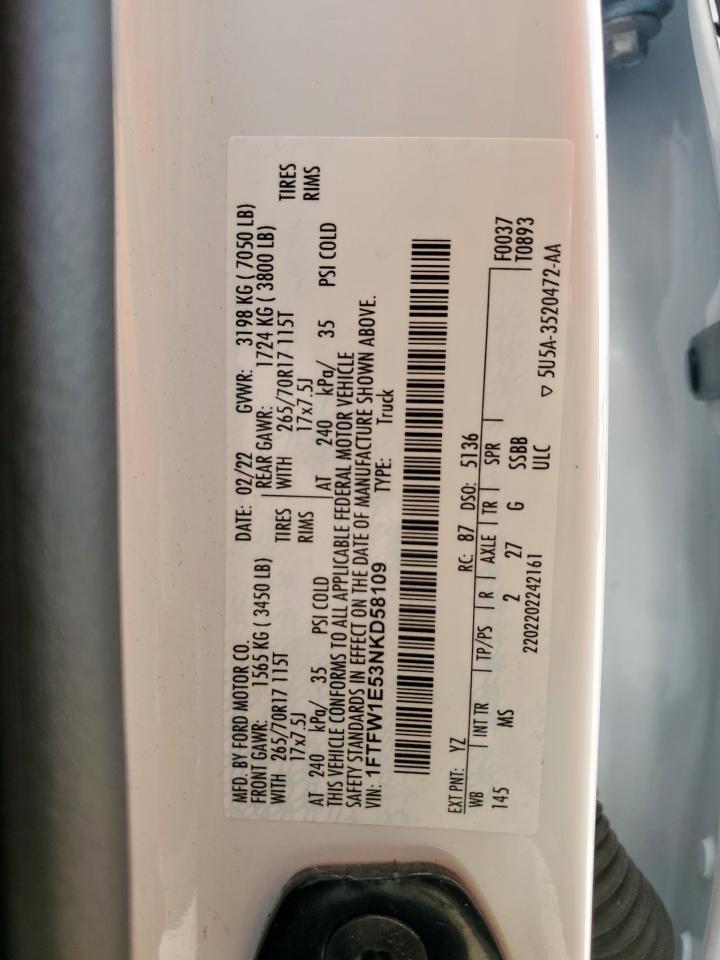 MFD. BY FORD MOTOR CO. DATE: 02/22 GVWR: 3198 KG ( 7050 LB)
FRONT GAWR: 1565 KG ( 3450 LB) REAR GAWR: 1724 KG ( 3800 LB)
WITH 265/70R17 115T TIRES WITH 265/70R17 115T TIRES
17x7.5J RIMS 17x7.5J RIMS
AT 240 kPa/ 35 PSI COLD AT 240 kPa/ 35 PSI COLD
THIS VEHICLE CONFORMS TO ALL APPLICABLE FEDERAL MOTOR VEHICLE
SAFETY STANDARDS IN EFFECT ON THE DATE OF MANUFACTURE SHOWN ABOVE.
VIN: 1FTFW1E53NKD58109 TYPE: Truck
EXT PNT: YZ RC: 87 DSO: 5136
WB INT TR TP/PS R AXLE TR SPR F0037
145 MS 2 27 G SSBB T0893
2202202242161 ULC
▽ 5U5A-3520472-AA